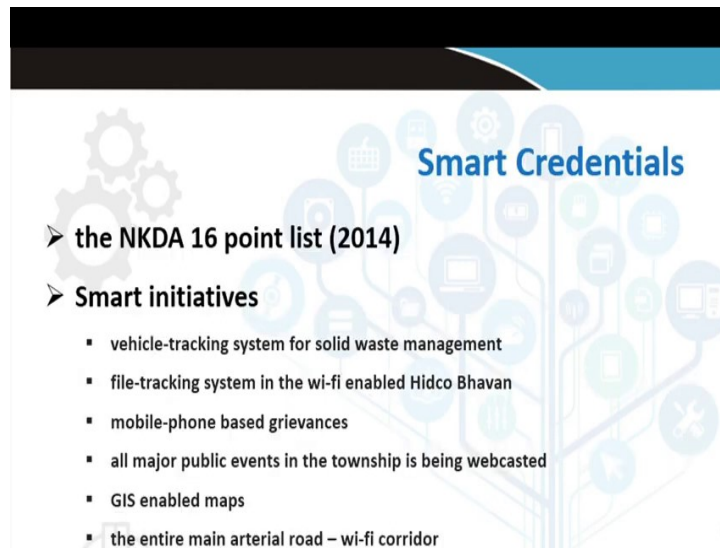 Smart Credentials
➤ the NKDA 16 point list (2014)
➤ Smart initiatives
▪ vehicle-tracking system for solid waste management
▪ file-tracking system in the wi-fi enabled Hidco Bhavan
▪ mobile-phone based grievances
▪ all major public events in the township is being webcasted
▪ GIS enabled maps
▪ the entire main arterial road – wi-fi corridor